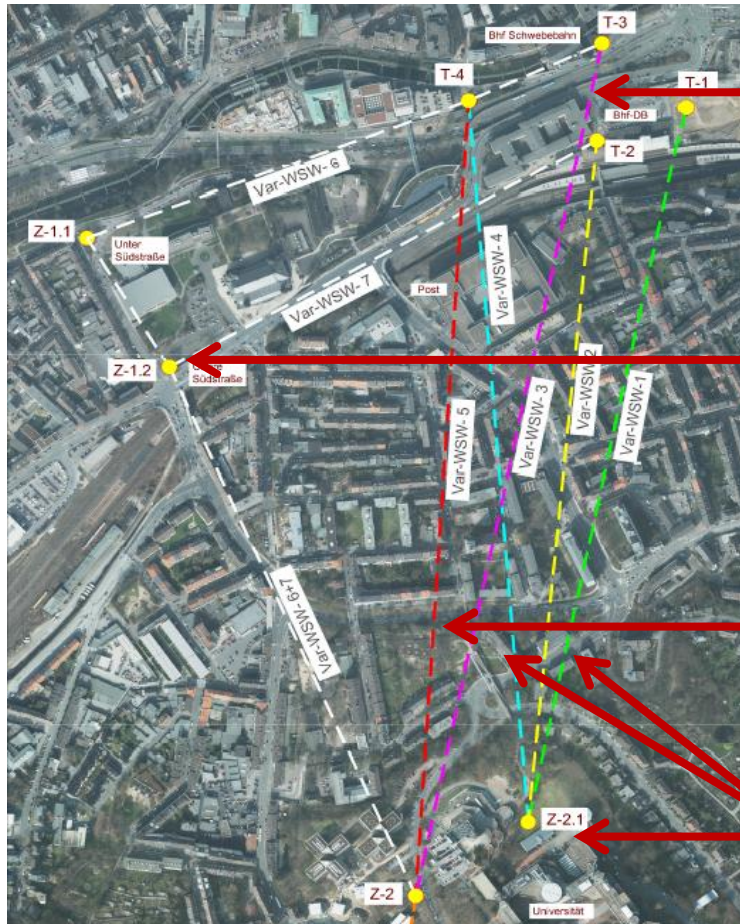 T-3
Bhf Schwebebahn
T-4
T-1
Bhf-DB
T-2
Var-WSW- 6
Z-1.1
Unter
Südstraße
Var-WSW- 7
Var-WSW- 4
Post
Z-1.2
Südstraße
Var-WSW-2
Var-WSW- 3
Var-WSW-1
Var-WSW- 5
Var-WSW- 6+7
Z-2.1
Z-2
Universität